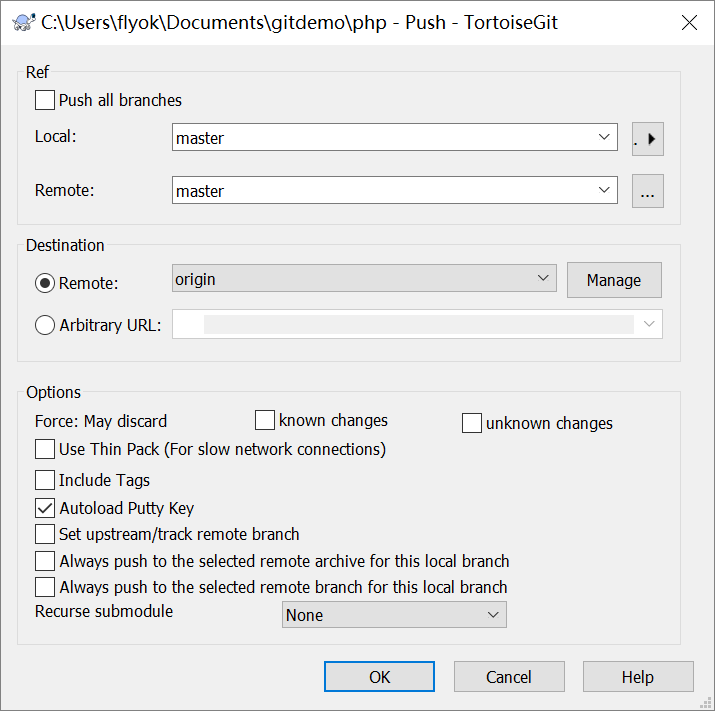 C:\Users\flyok\Documents\gitdemo\php - Push - TortoiseGit
Ref
Push all branches
Local: master
Remote: master ...
Destination
Remote: origin Manage
Arbitrary URL:
Options
Force: May discard known changes unknown changes
Use Thin Pack (For slow network connections)
Include Tags
Autoload Putty Key
Set upstream/track remote branch
Always push to the selected remote archive for this local branch
Always push to the selected remote branch for this local branch
Recurse submodule None
OK Cancel Help